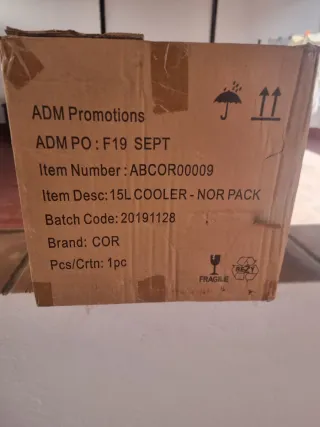 ADM Promotions
ADM PO : F19 SEPT
Item Number : ABCOR00009
Item Desc: 15L COOLER - NOR PACK
Batch Code: 20191128
Brand: COR
Pcs/Crtn: 1pc
FRAGILE